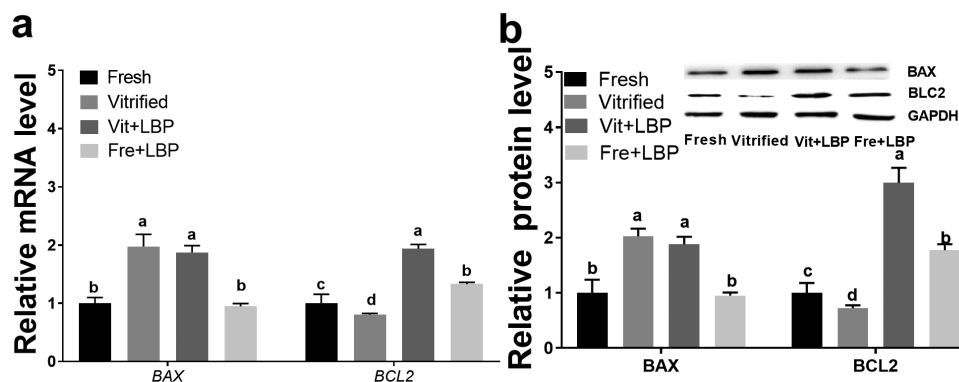 a
Relative mRNA level
5
4
3
2
1
0
Fresh
Vitrified
Vit+LBP
Fre+LBP
b
a
a
b
c
d
a
b
BAX
BCL2
b
Relative protein level
5
4
3
2
1
0
Fresh
Vitrified
Vit+LBP
Fre+LBP
BAX
BLC2
GAPDH
Fresh Vitrified Vit+LBP Fre+LBP
b
a
a
b
c
d
a
b
BAX
BCL2